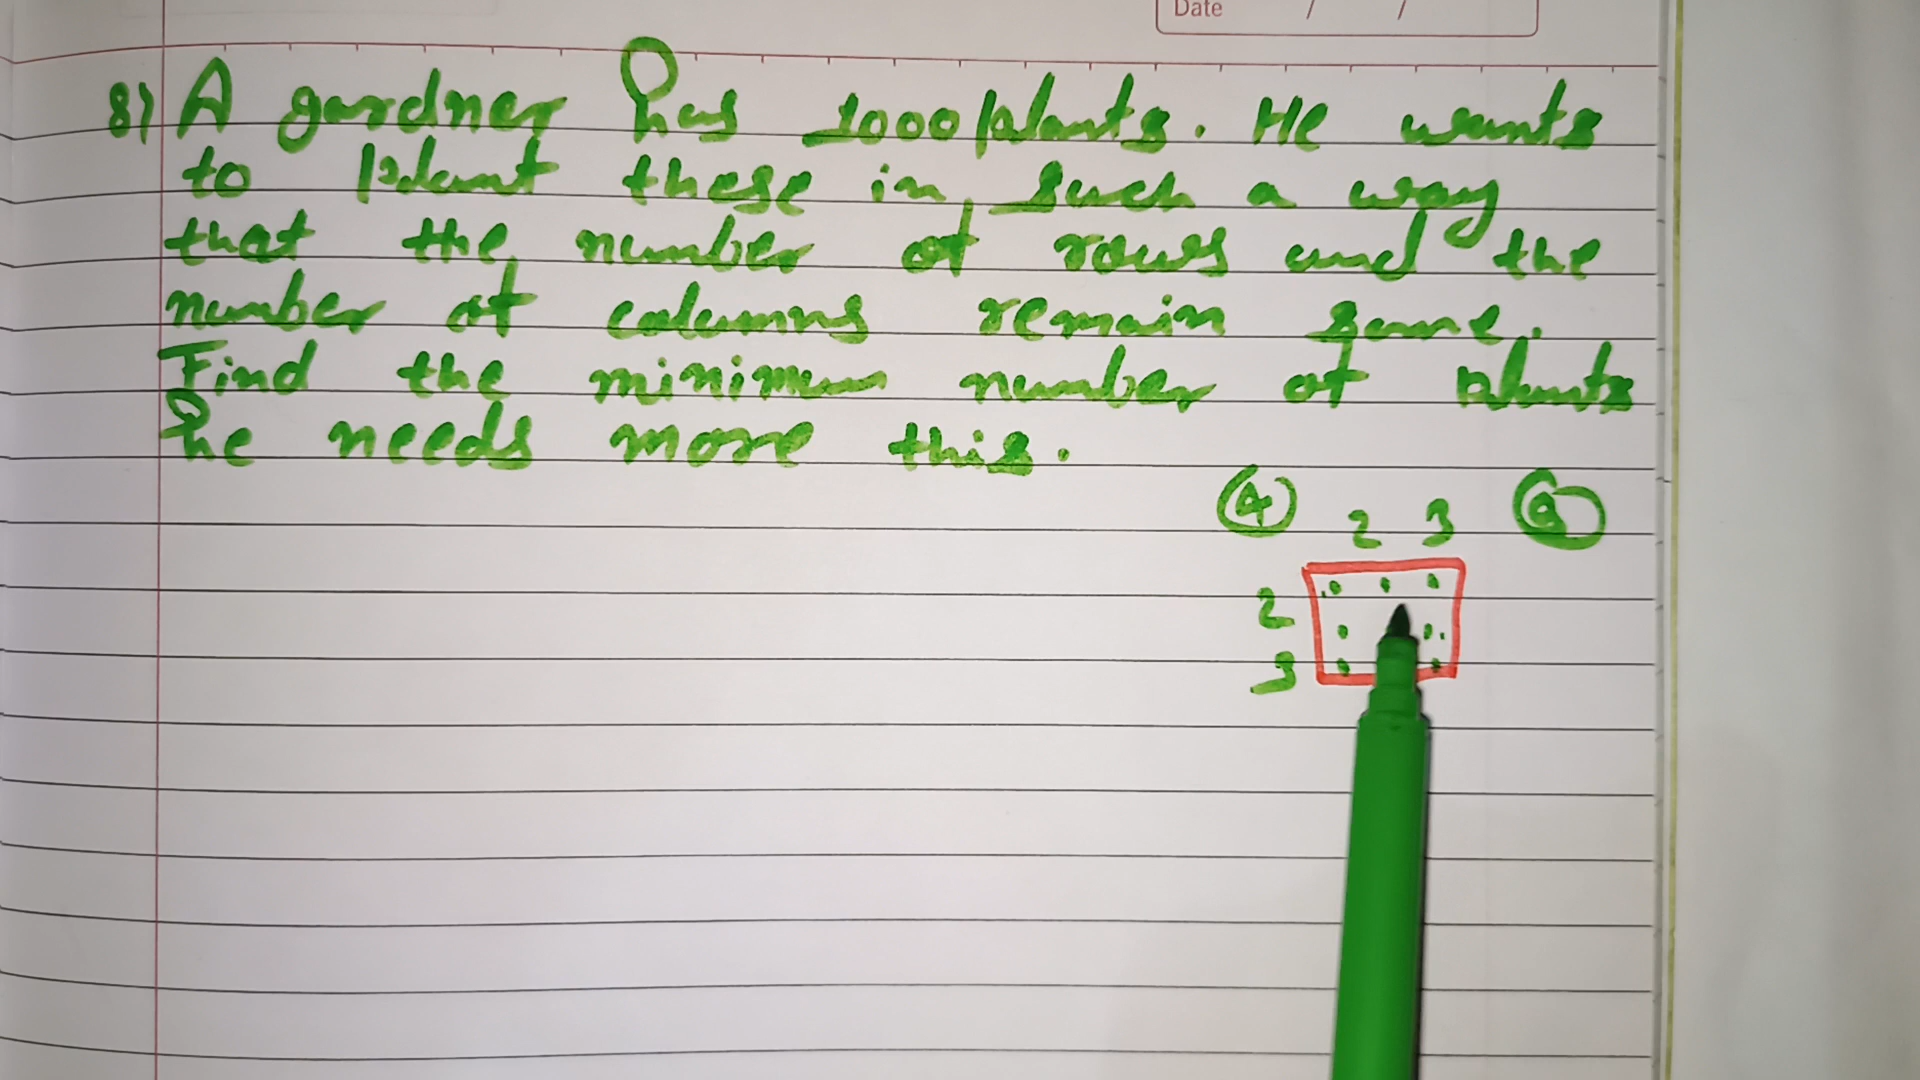 Date / /
8) A gardner has 1000 plants. He wants
to plant these in such a way
that the number of rows and the
number of columns remain same.
Find the minimum number of plants
he needs more this.
4 2 3 9
2
3